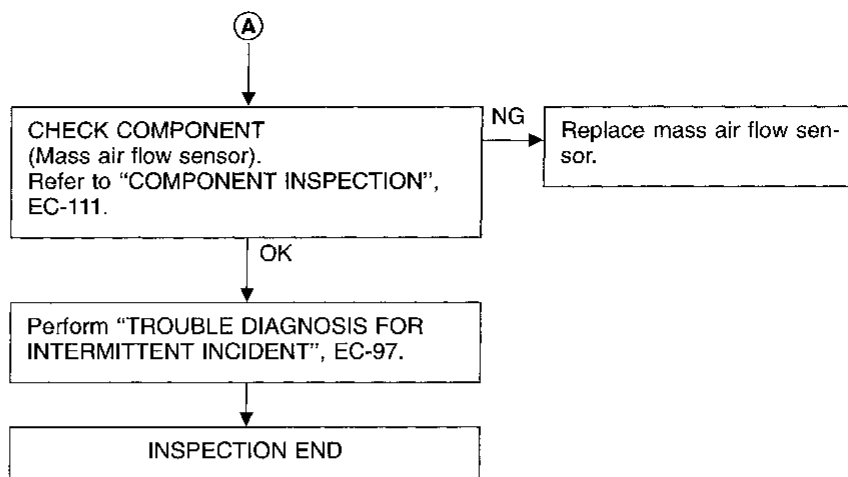 A
CHECK COMPONENT
(Mass air flow sensor).
Refer to “COMPONENT INSPECTION”,
EC-111.
NG
Replace mass air flow sen-
sor.
OK
Perform “TROUBLE DIAGNOSIS FOR
INTERMITTENT INCIDENT”, EC-97.
INSPECTION END